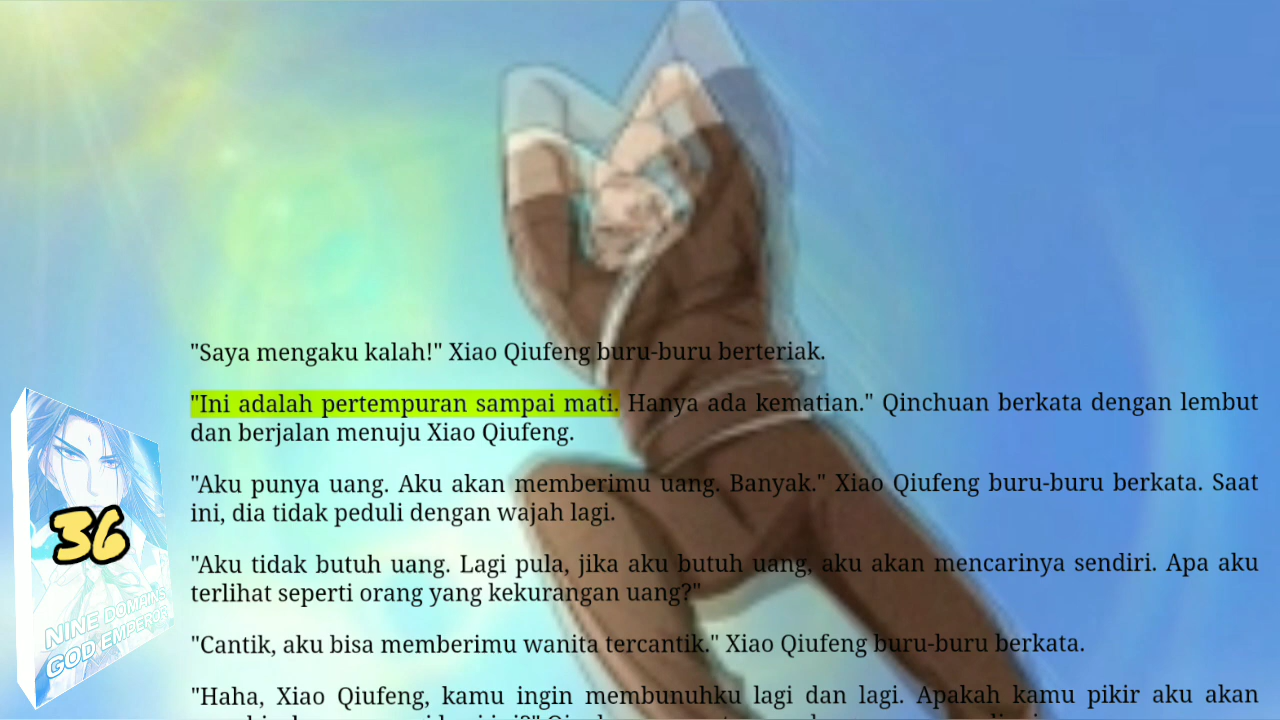 "Saya mengaku kalah!" Xiao Qiufeng buru-buru berteriak.
"Ini adalah pertempuran sampai mati. Hanya ada kematian." Qinchuan berkata dengan lembut
dan berjalan menuju Xiao Qiufeng.
"Aku punya uang. Aku akan memberimu uang. Banyak." Xiao Qiufeng buru-buru berkata. Saat
ini, dia tidak peduli dengan wajah lagi.
"Aku tidak butuh uang. Lagi pula, jika aku butuh uang, aku akan mencarinya sendiri. Apa aku
terlihat seperti orang yang kekurangan uang?"
"Cantik, aku bisa memberimu wanita tercantik." Xiao Qiufeng buru-buru berkata.
"Haha, Xiao Qiufeng, kamu ingin membunuhku lagi dan lagi. Apakah kamu pikir aku akan
36
NINE DOMAINS
GOD EMPEROR